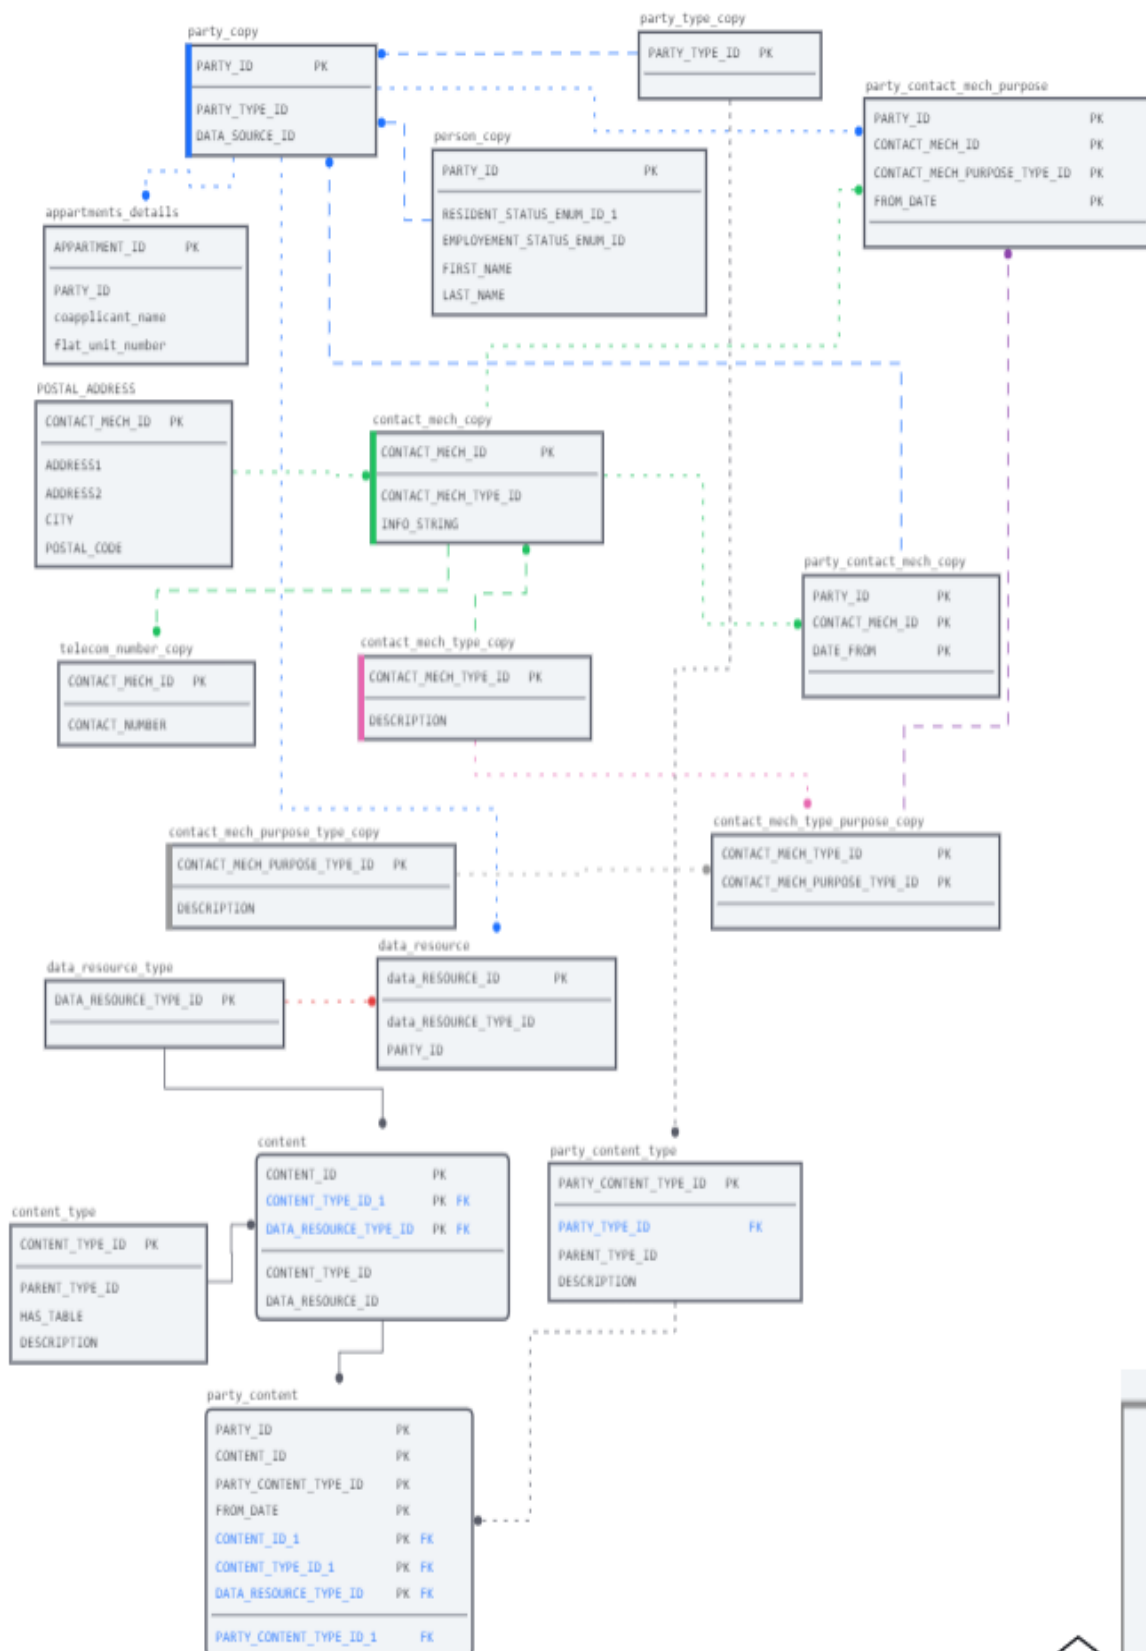 party_copy
PARTY_ID PK
PARTY_TYPE_ID
DATA_SOURCE_ID
party_type_copy
PARTY_TYPE_ID PK
party_contact_mech_purpose
PARTY_ID PK
CONTACT_MECH_ID PK
CONTACT_MECH_PURPOSE_TYPE_ID PK
FROM_DATE PK
person_copy
PARTY_ID PK
RESIDENT_STATUS_ENUM_ID_1
EMPLOYEMENT_STATUS_ENUM_ID
FIRST_NAME
LAST_NAME
appartments_details
APPARTMENT_ID PK
PARTY_ID
coapplicant_name
flat_unit_number
POSTAL_ADDRESS
CONTACT_MECH_ID PK
ADDRESS1
ADDRESS2
CITY
POSTAL_CODE
contact_mech_copy
CONTACT_MECH_ID PK
CONTACT_MECH_TYPE_ID
INFO_STRING
party_contact_mech_copy
PARTY_ID PK
CONTACT_MECH_ID PK
DATE_FROM PK
telecom_number_copy
CONTACT_MECH_ID PK
CONTACT_NUMBER
contact_mech_type_copy
CONTACT_MECH_TYPE_ID PK
DESCRIPTION
contact_mech_type_purpose_copy
CONTACT_MECH_TYPE_ID PK
CONTACT_MECH_PURPOSE_TYPE_ID PK
contact_mech_purpose_type_copy
CONTACT_MECH_PURPOSE_TYPE_ID PK
DESCRIPTION
data_resource
data_RESOURCE_ID PK
data_RESOURCE_TYPE_ID
PARTY_ID
data_resource_type
DATA_RESOURCE_TYPE_ID PK
content
CONTENT_ID PK
CONTENT_TYPE_ID_1 PK FK
DATA_RESOURCE_TYPE_ID PK FK
CONTENT_TYPE_ID
DATA_RESOURCE_ID
party_content_type
PARTY_CONTENT_TYPE_ID PK
PARTY_TYPE_ID FK
PARENT_TYPE_ID
DESCRIPTION
content_type
CONTENT_TYPE_ID PK
PARENT_TYPE_ID
HAS_TABLE
DESCRIPTION
party_content
PARTY_ID PK
CONTENT_ID PK
PARTY_CONTENT_TYPE_ID PK
FROM_DATE PK
CONTENT_ID_1 PK FK
CONTENT_TYPE_ID_1 PK FK
DATA_RESOURCE_TYPE_ID PK FK
PARTY_CONTENT_TYPE_ID_1 FK